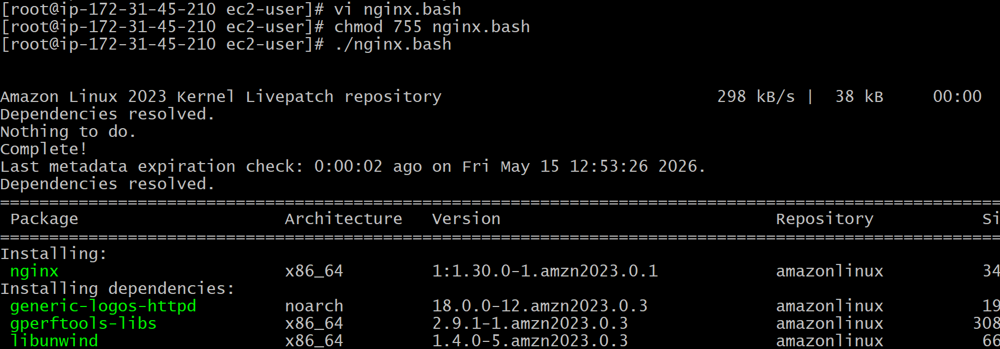 [root@ip-172-31-45-210 ec2-user]# vi nginx.bash
[root@ip-172-31-45-210 ec2-user]# chmod 755 nginx.bash
[root@ip-172-31-45-210 ec2-user]# ./nginx.bash
Amazon Linux 2023 Kernel Livepatch repository 298 kB/s | 38 kB 00:00
Dependencies resolved.
Nothing to do.
Complete!
Last metadata expiration check: 0:00:02 ago on Fri May 15 12:53:26 2026.
Dependencies resolved.
======================================================================================================
Package Architecture Version Repository Si
======================================================================================================
Installing:
nginx x86_64 1:1.30.0-1.amzn2023.0.1 amazonlinux 34
Installing dependencies:
generic-logos-httpd noarch 18.0.0-12.amzn2023.0.3 amazonlinux 19
gperftools-libs x86_64 2.9.1-1.amzn2023.0.3 amazonlinux 308
libunwind x86_64 1.4.0-5.amzn2023.0.3 amazonlinux 66